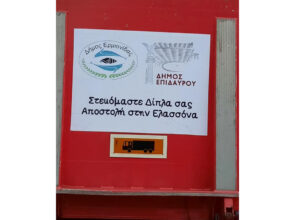 Δήμος Ερμιονίδας
ΔΗΜΟΣ
ΕΠΙΔΑΥΡΟΥ
Στεκόμαστε Δίπλα σας
Αποστολή στην Ελασσόνα